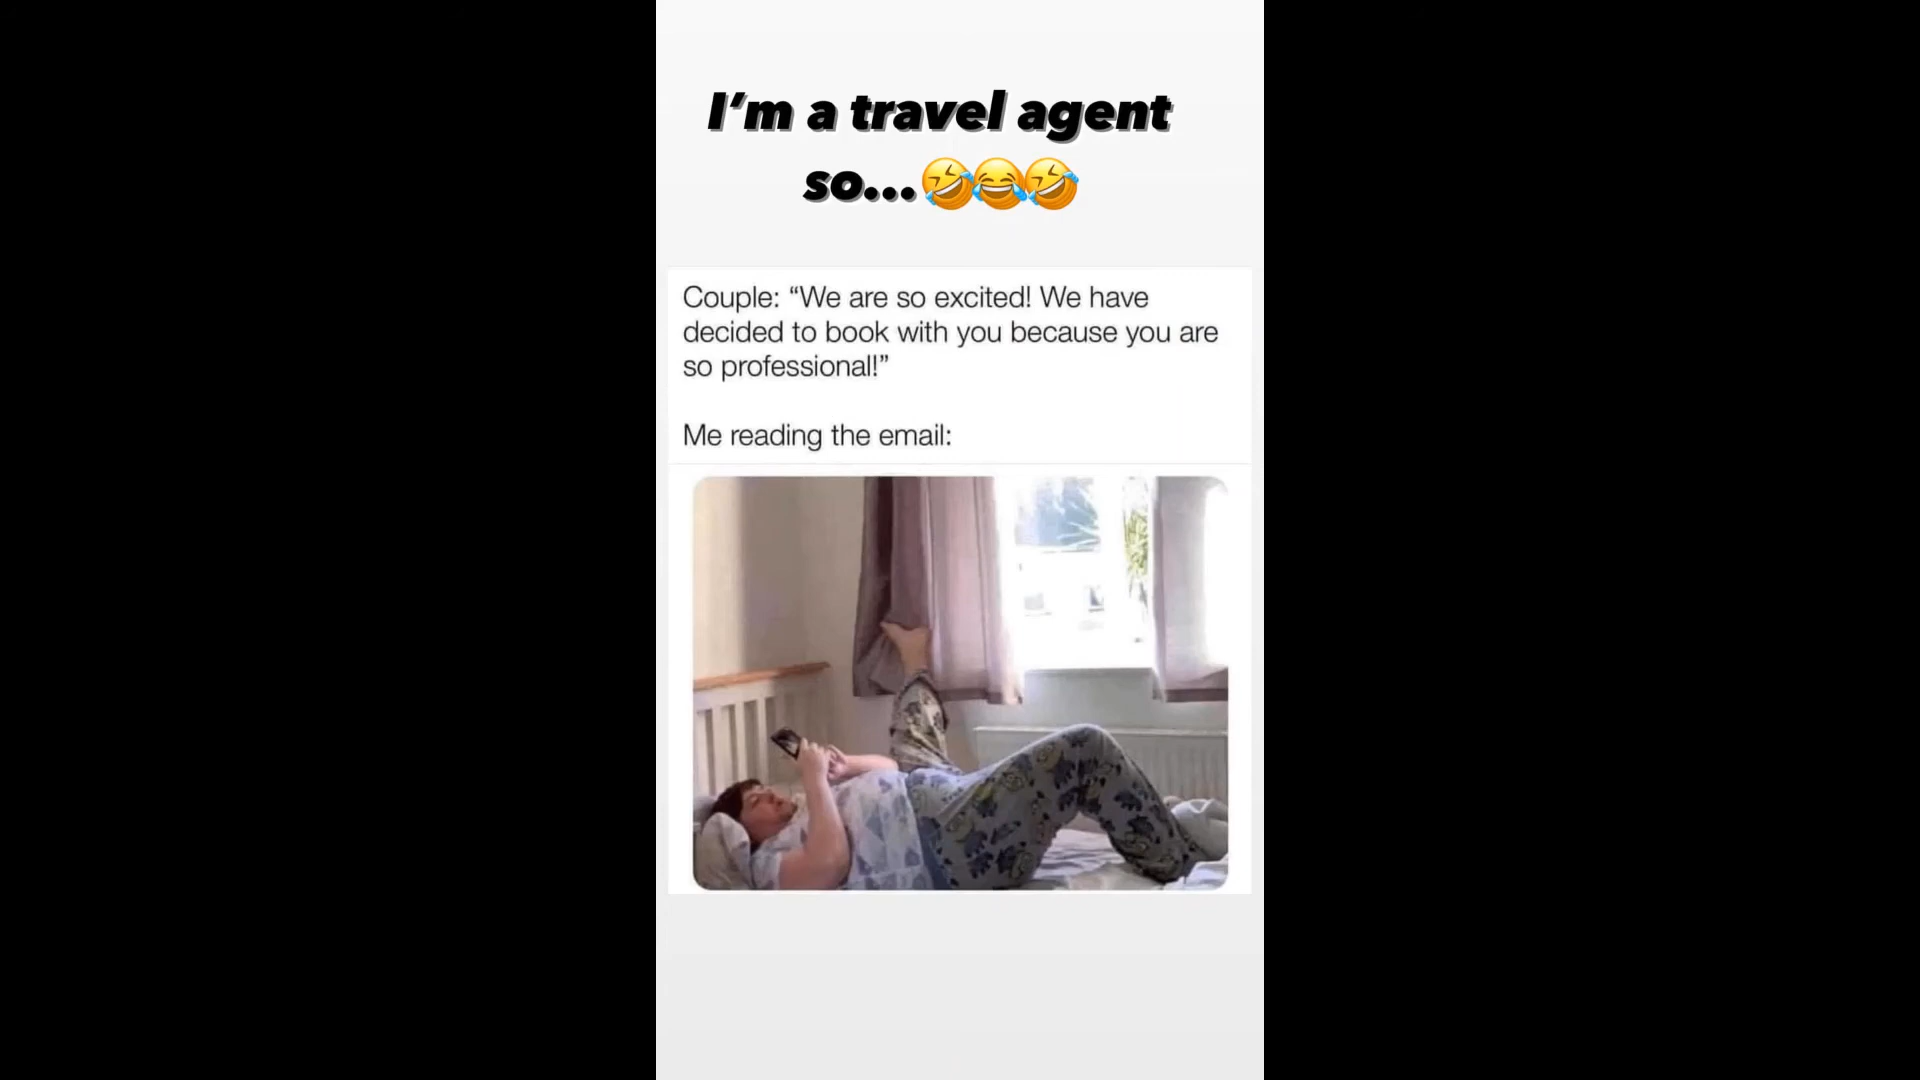 I’m a travel agent
so...🤣😂🤣
Couple: “We are so excited! We have
decided to book with you because you are
so professional!”
Me reading the email: